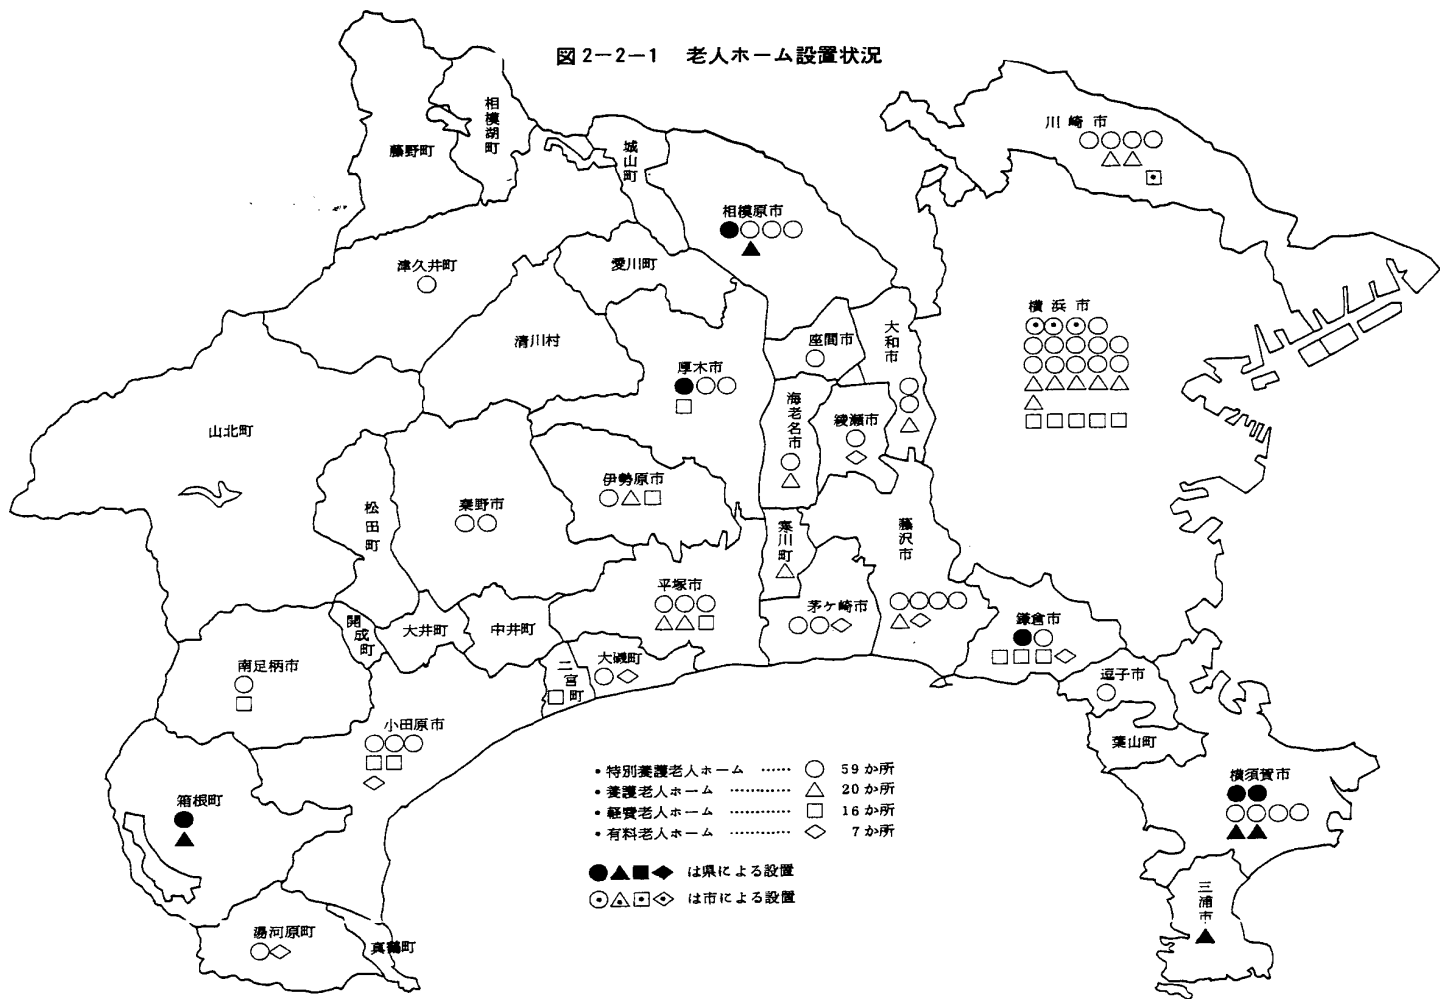 図2-2-1 老人ホーム設置状況
相模湖町
藤野町
城山町
川崎市
相模原市
津久井町
愛川町
横浜市
大和市
座間市
清川村
厚木市
海老名市
綾瀬市
山北町
伊勢原市
秦野市
松田町
寒川町
藤沢市
平塚市
茅ケ崎市
鎌倉市
開成町
大井町
中井町
南足柄市
二宮町
大磯町
逗子市
小田原市
葉山町
箱根町
横須賀市
三浦市
湯河原町
真鶴町
・特別養護老人ホーム …… ○ 59か所
・養護老人ホーム ……… △ 20か所
・軽費老人ホーム ……… □ 16か所
・有料老人ホーム ……… ◇ 7か所
●▲■◆ は県による設置
は市による設置